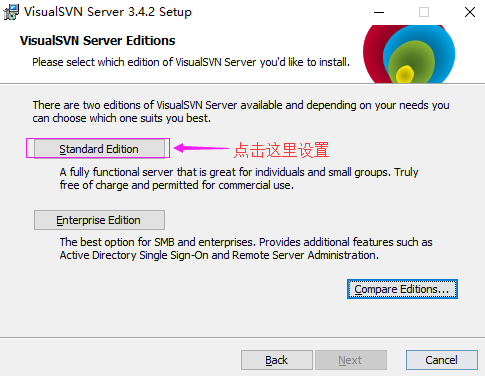 VisualSVN Server 3.4.2 Setup
VisualSVN Server Editions
Please select which edition of VisualSVN Server you'd like to install.
There are two editions of VisualSVN Server available and depending on your needs you
can choose which one suits you best.
Standard Edition
点击这里设置
A fully functional server that is great for individuals and small groups. Truly
free of charge and permitted for commercial use.
Enterprise Edition
The best option for SMB and enterprises. Provides additional features such as
Active Directory Single Sign-On and Remote Server Administration.
Compare Editions...
Back
Next
Cancel